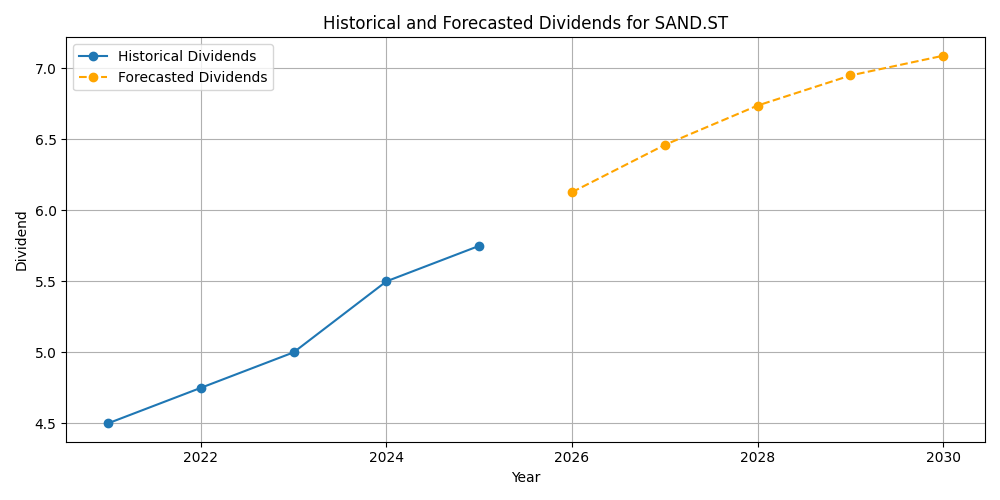 Historical and Forecasted Dividends for SAND.ST
Historical Dividends
Forecasted Dividends
7.0
6.5
6.0
5.5
5.0
4.5
Dividend
2022
2024
2026
2028
2030
Year